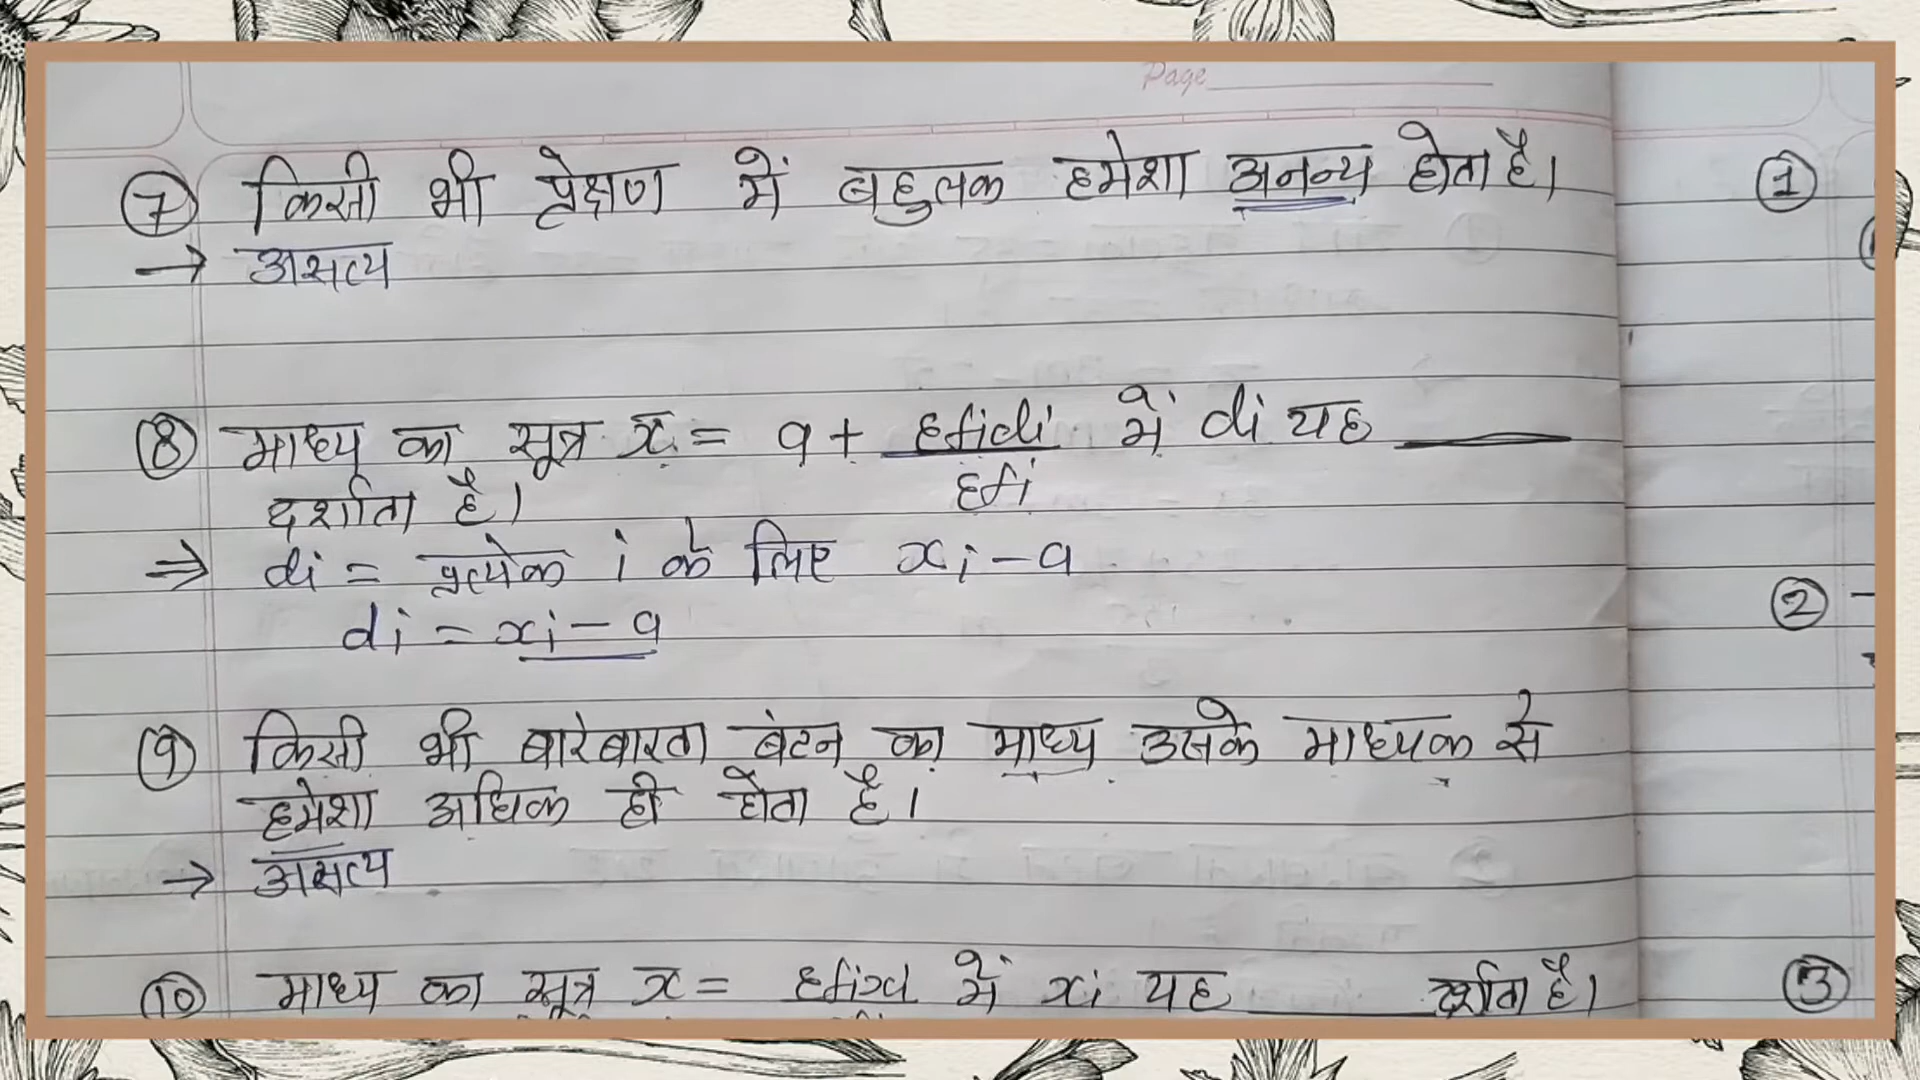 Page
⑦ किसी भी प्रेक्षण में बहुलक हमेशा अनन्य होता है।
→ असत्य
⑧ माध्य का सूत्र x̄ = a + Σfidi / Σfi में di यह ____
दर्शाता है।
⇒ di = प्रत्येक i के लिए xi - a
di = xi - a
⑨ किसी भी बारंबारता बंटन का माध्य उसके माध्यक से
हमेशा अधिक ही होता है।
→ असत्य
⑩ माध्य का सूत्र x̄ = Σfixi में xi यह ____ दर्शाता है।
①
②
③